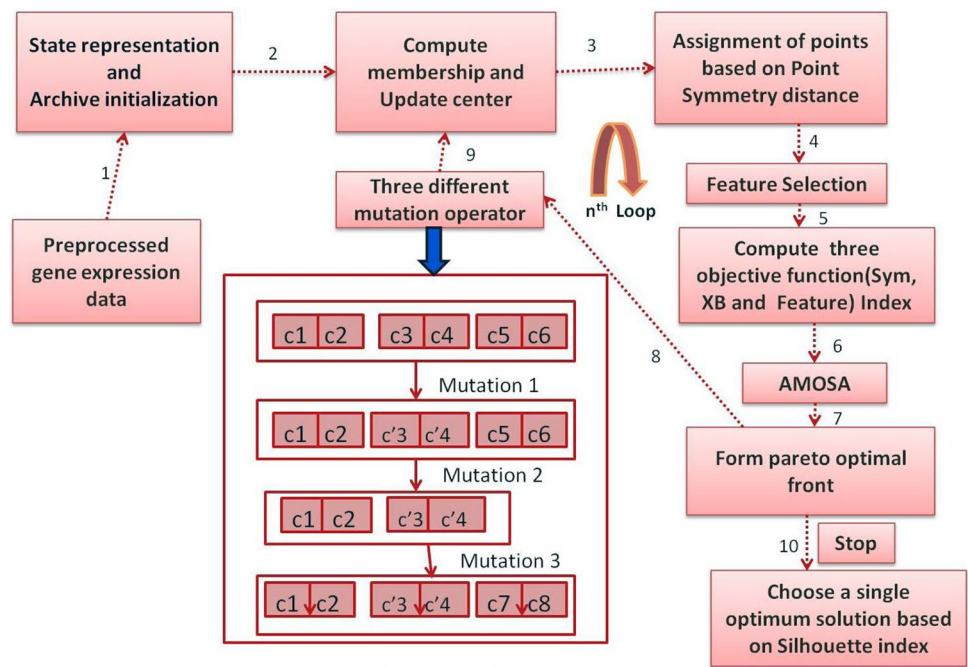 State representation
and
Archive initialization
2
Compute
membership and
Update center
3
Assignment of points
based on Point
Symmetry distance
1
9
4
Preprocessed
gene expression
data
Three different
mutation operator
nth Loop
Feature Selection
5
Compute three
objective function(Sym,
XB and Feature) Index
6
8
AMOSA
7
Form pareto optimal
front
10
Stop
Choose a single
optimum solution based
on Silhouette index
c1 c2 c3 c4 c5 c6
Mutation 1
c1 c2 c'3 c'4 c5 c6
Mutation 2
c1 c2 c'3 c'4
Mutation 3
c1 c2 c'3 c'4 c7 c8